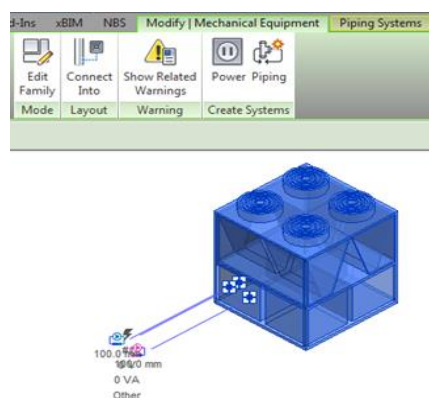 d-Ins xBIM NBS Modify | Mechanical Equipment Piping Systems
Edit Family Connect Into Show Related Warnings Power Piping
Mode Layout Warning Create Systems
mm
0 VA
Other